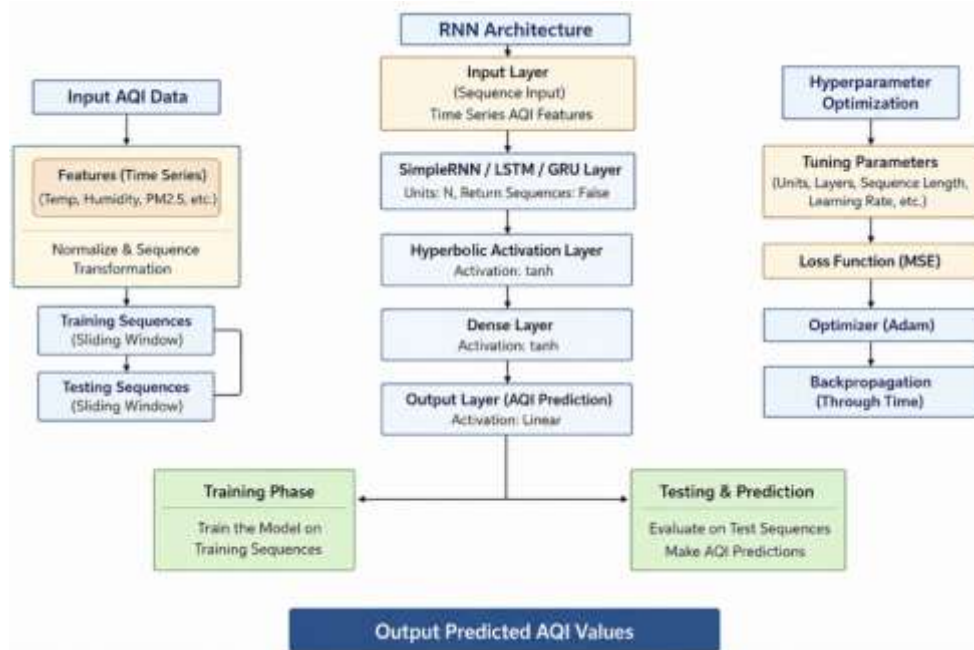 RNN Architecture
Input Layer
(Sequence Input)
Time Series AQI Features
SimpleRNN / LSTM / GRU Layer
Units: N, Return Sequences: False
Hyperbolic Activation Layer
Activation: tanh
Dense Layer
Activation: tanh
Output Layer (AQI Prediction)
Activation: Linear
Input AQI Data
Features (Time Series)
(Temp, Humidity, PM2.5, etc.)
Normalize & Sequence
Transformation
Training Sequences
(Sliding Window)
Testing Sequences
(Sliding Window)
Hyperparameter
Optimization
Tuning Parameters
(Units, Layers, Sequence Length,
Learning Rate, etc.)
Loss Function (MSE)
Optimizer (Adam)
Backpropagation
(Through Time)
Training Phase
Train the Model on
Training Sequences
Testing & Prediction
Evaluate on Test Sequences
Make AQI Predictions
Output Predicted AQI Values